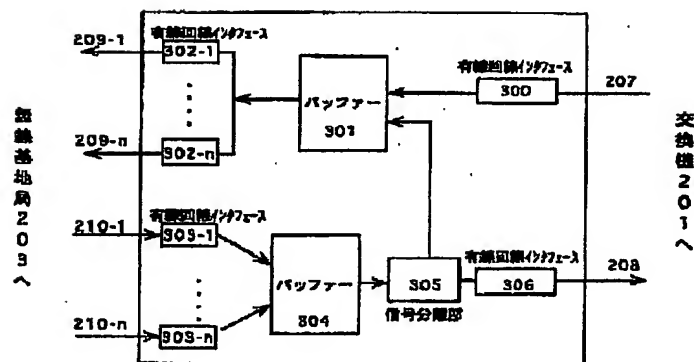 209-1
有線回線インタフェース
302-1
209-n
302-n
バッファー
301
有線回線インタフェース
300
207
無線基地局203へ
交換機201へ
210-1
有線回線インタフェース
303-1
210-n
303-n
バッファー
304
305
信号分離部
有線回線インタフェース
306
208